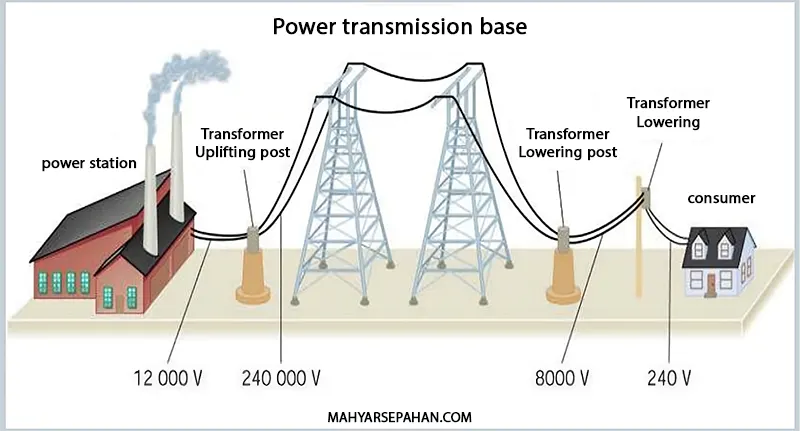 Power transmission base
Transformer
Lowering
Transformer
Uplifting post
Transformer
Lowering post
power station
consumer
12 000 V
240 000 V
8000 V
240 V
MAHYARSEPAHAN.COM